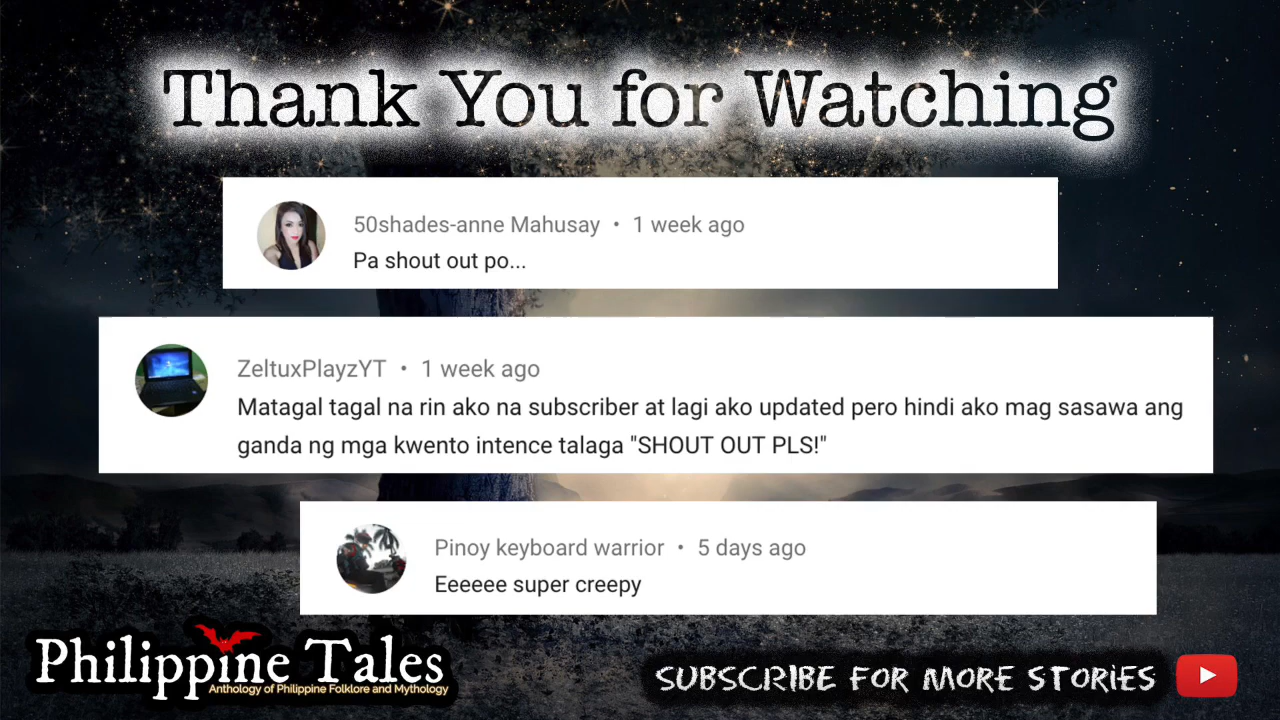 Thank You for Watching
50shades-anne Mahusay • 1 week ago
Pa shout out po...
ZeltuxPlayzYT • 1 week ago
Matagal tagal na rin ako na subscriber at lagi ako updated pero hindi ako mag sasawa ang
ganda ng mga kwento intence talaga "SHOUT OUT PLS!"
Pinoy keyboard warrior • 5 days ago
Eeeeee super creepy
Philippine Tales
Anthology of Philippine Folklore and Mythology
SUBSCRIBE FOR MORE STORIES